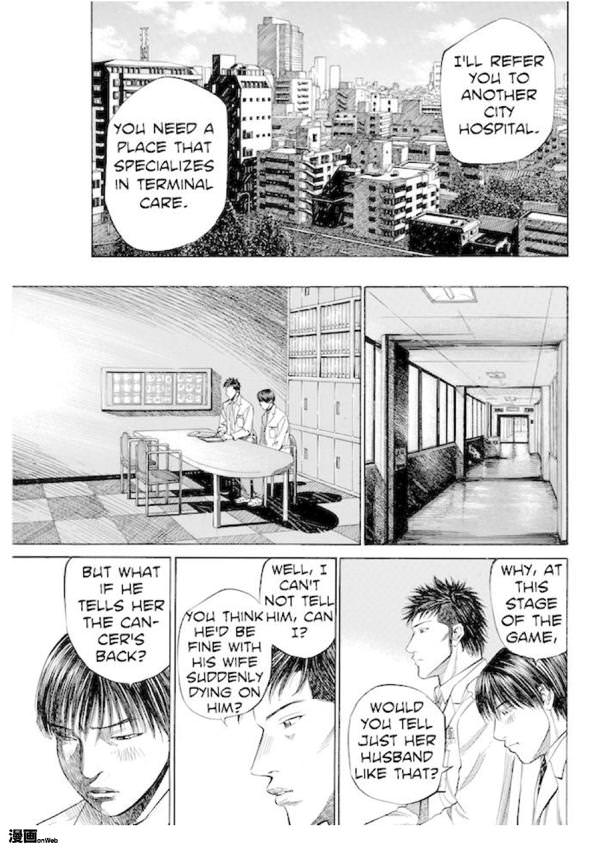 I'LL REFER
YOU TO
ANOTHER
CITY
HOSPITAL.
YOU NEED A
PLACE THAT
SPECIALIZES
IN TERMINAL
CARE.
WHY, AT
THIS
STAGE
OF THE
GAME,
WOULD
YOU TELL
JUST HER
HUSBAND
LIKE THAT?
WELL, I
CAN'T
NOT TELL
HIM, CAN
I?
YOU THINK
HE'D BE
FINE WITH
HIS WIFE
SUDDENLY
DYING ON
HIM?
BUT WHAT
IF HE
TELLS HER
THE CAN-
CER'S
BACK?
漫画onWeb